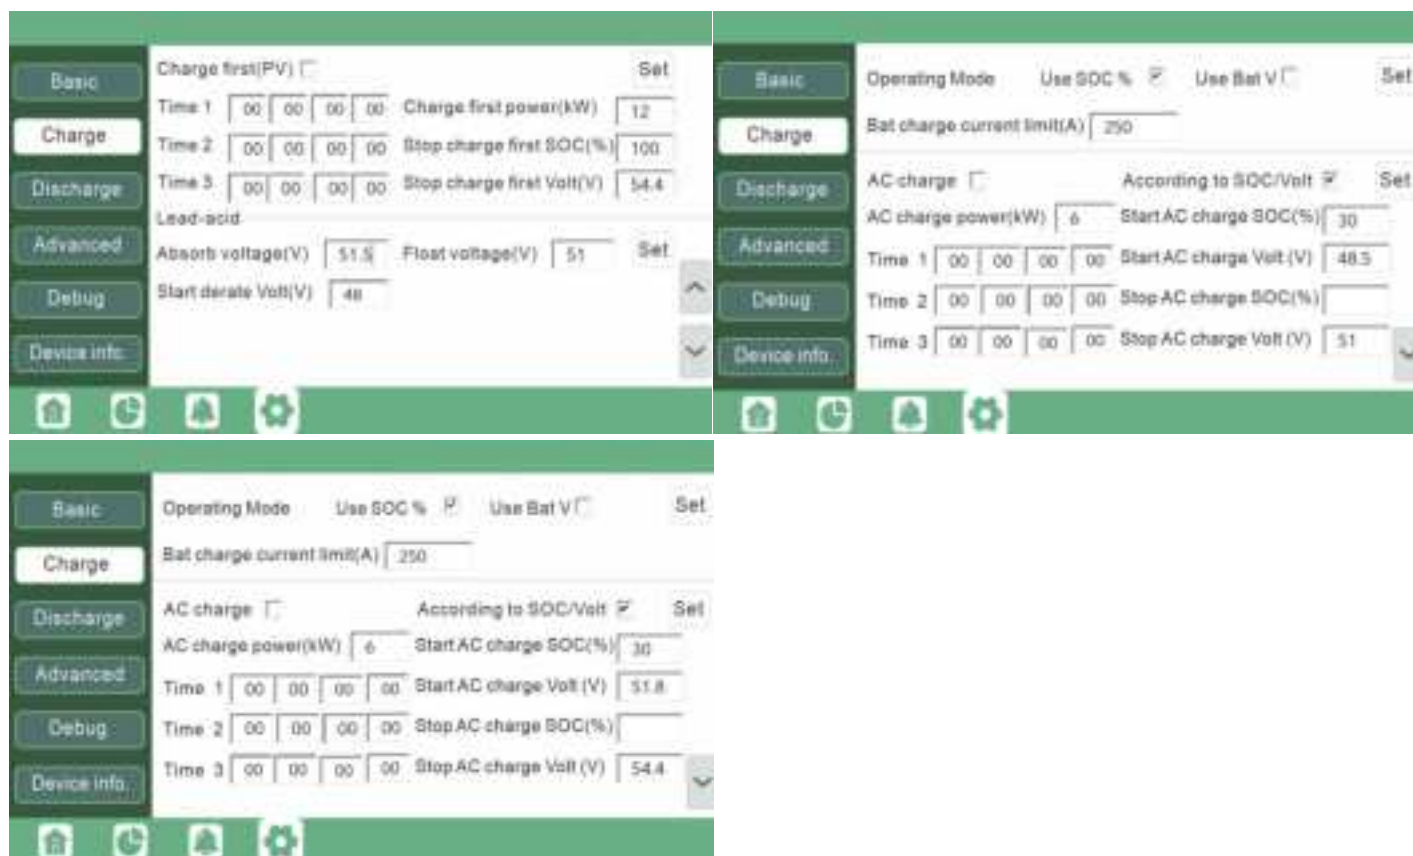 Basic
Charge
Discharge
Advanced
Debug
Device info.
Charge first(PV)
Set
Time 1 00 00 00 00 Charge first power(kW) 12
Time 2 00 00 00 00 Stop charge first SOC(%) 100
Time 3 00 00 00 00 Stop charge first Volt(V) 54.4
Lead-acid
Absorb voltage(V) 51.5 Float voltage(V) 51 Set
Start derate Volt(V) 48
Basic
Charge
Discharge
Advanced
Debug
Device info.
Operating Mode Use SOC % Use Bat V Set
Bat charge current limit(A) 250
AC charge According to SOC/Volt Set
AC charge power(kW) 6 Start AC charge SOC(%) 30
Time 1 00 00 00 00 Start AC charge Volt (V) 48.5
Time 2 00 00 00 00 Stop AC charge SOC(%)
Time 3 00 00 00 00 Stop AC charge Volt (V) 51
Basic
Charge
Discharge
Advanced
Debug
Device info.
Operating Mode Use SOC % Use Bat V Set
Bat charge current limit(A) 250
AC charge According to SOC/Volt Set
AC charge power(kW) 6 Start AC charge SOC(%) 30
Time 1 00 00 00 00 Start AC charge Volt (V) 51.8
Time 2 00 00 00 00 Stop AC charge SOC(%)
Time 3 00 00 00 00 Stop AC charge Volt (V) 54.4